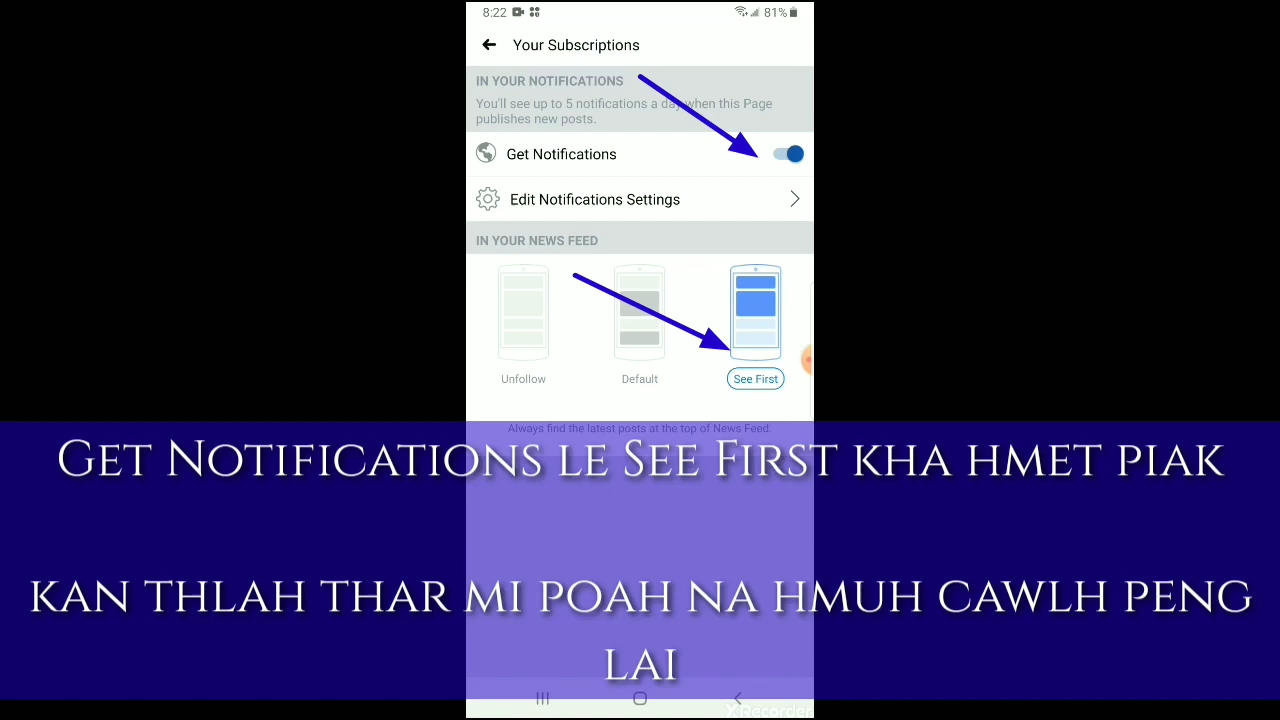 8:22 81%
Your Subscriptions
IN YOUR NOTIFICATIONS
You'll see up to 5 notifications a day when this Page
publishes new posts.
Get Notifications
Edit Notifications Settings
IN YOUR NEWS FEED
Unfollow Default See First
Always find the latest posts at the top of News Feed.
Get Notifications le See First kha hmet piak
kan thlah thar mi poah na hmuh cawlh peng
lai
XRecorder